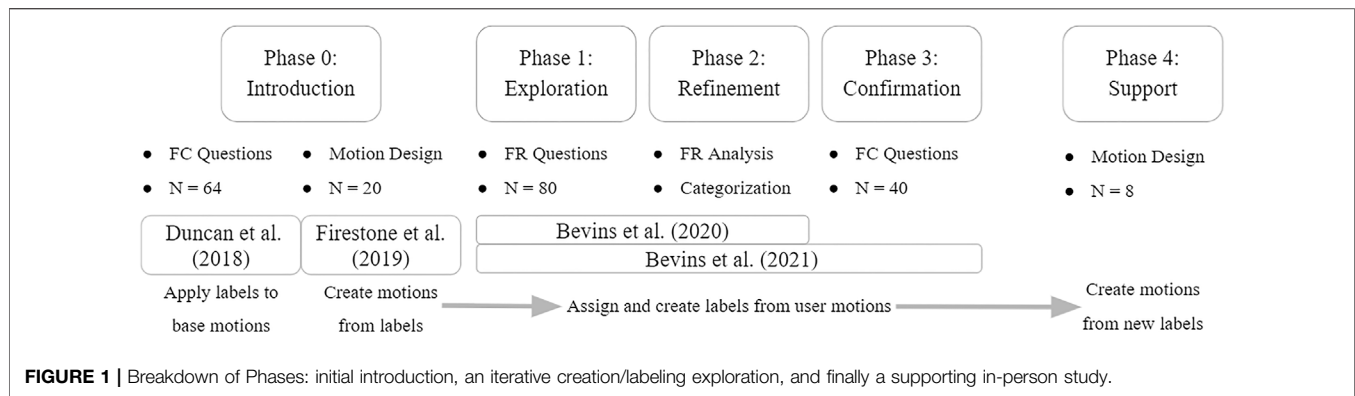 Phase 0:
Introduction
Phase 1:
Exploration
Phase 2:
Refinement
Phase 3:
Confirmation
Phase 4:
Support
• FC Questions
• N = 64
• Motion Design
• N = 20
• FR Questions
• N = 80
• FR Analysis
• Categorization
• FC Questions
• N = 40
• Motion Design
• N = 8
Duncan et al.
(2018)
Firestone et al.
(2019)
Bevins et al. (2020)
Bevins et al. (2021)
Apply labels to
base motions
Create motions
from labels
Assign and create labels from user motions
Create motions
from new labels
FIGURE 1 | Breakdown of Phases: initial introduction, an iterative creation/labeling exploration, and finally a supporting in-person study.